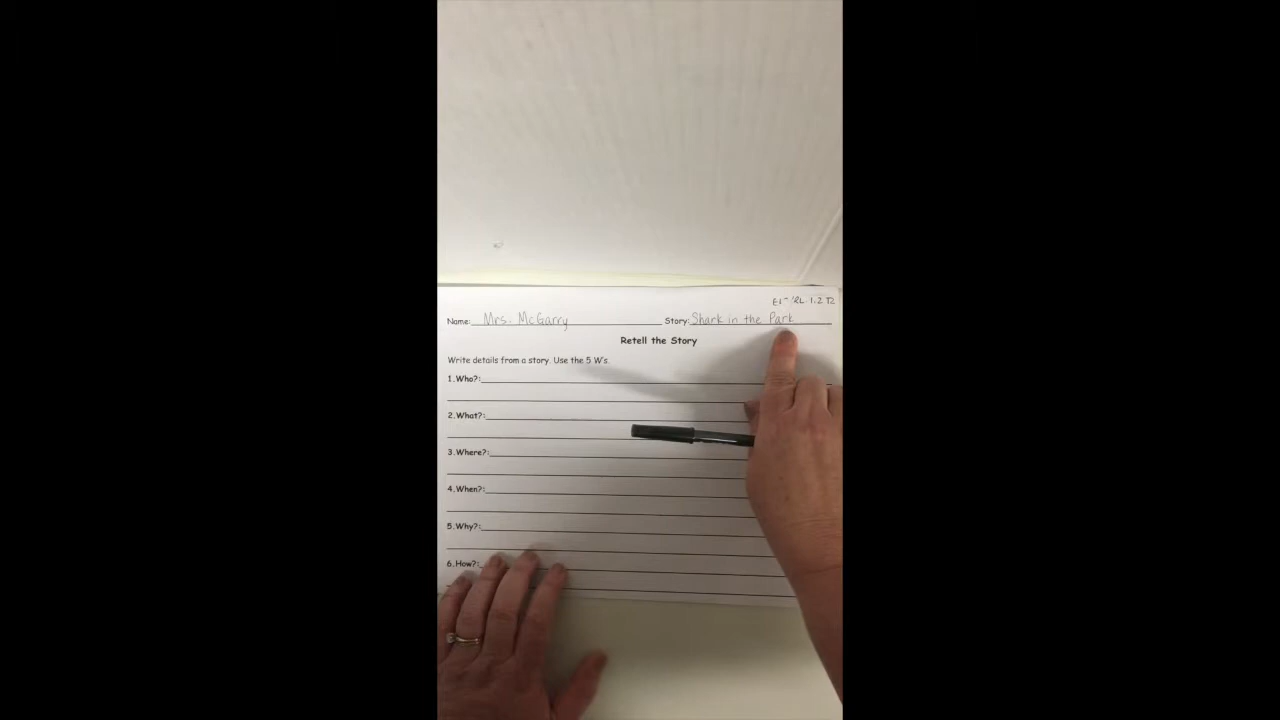 RL 1.2 T2
Name: Mrs. McGarry Story: Shark in the Park
Retell the Story
Write details from a story. Use the 5 W's.
1.Who?:
2.What?:
3.Where?:
4.When?:
5.Why?:
6.How?: